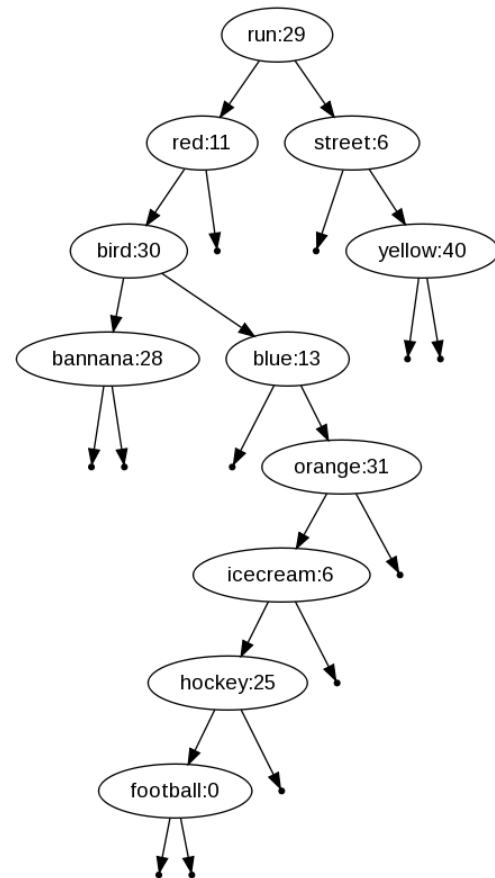 run:29
red:11
street:6
bird:30
yellow:40
bannana:28
blue:13
orange:31
icecream:6
hockey:25
football:0